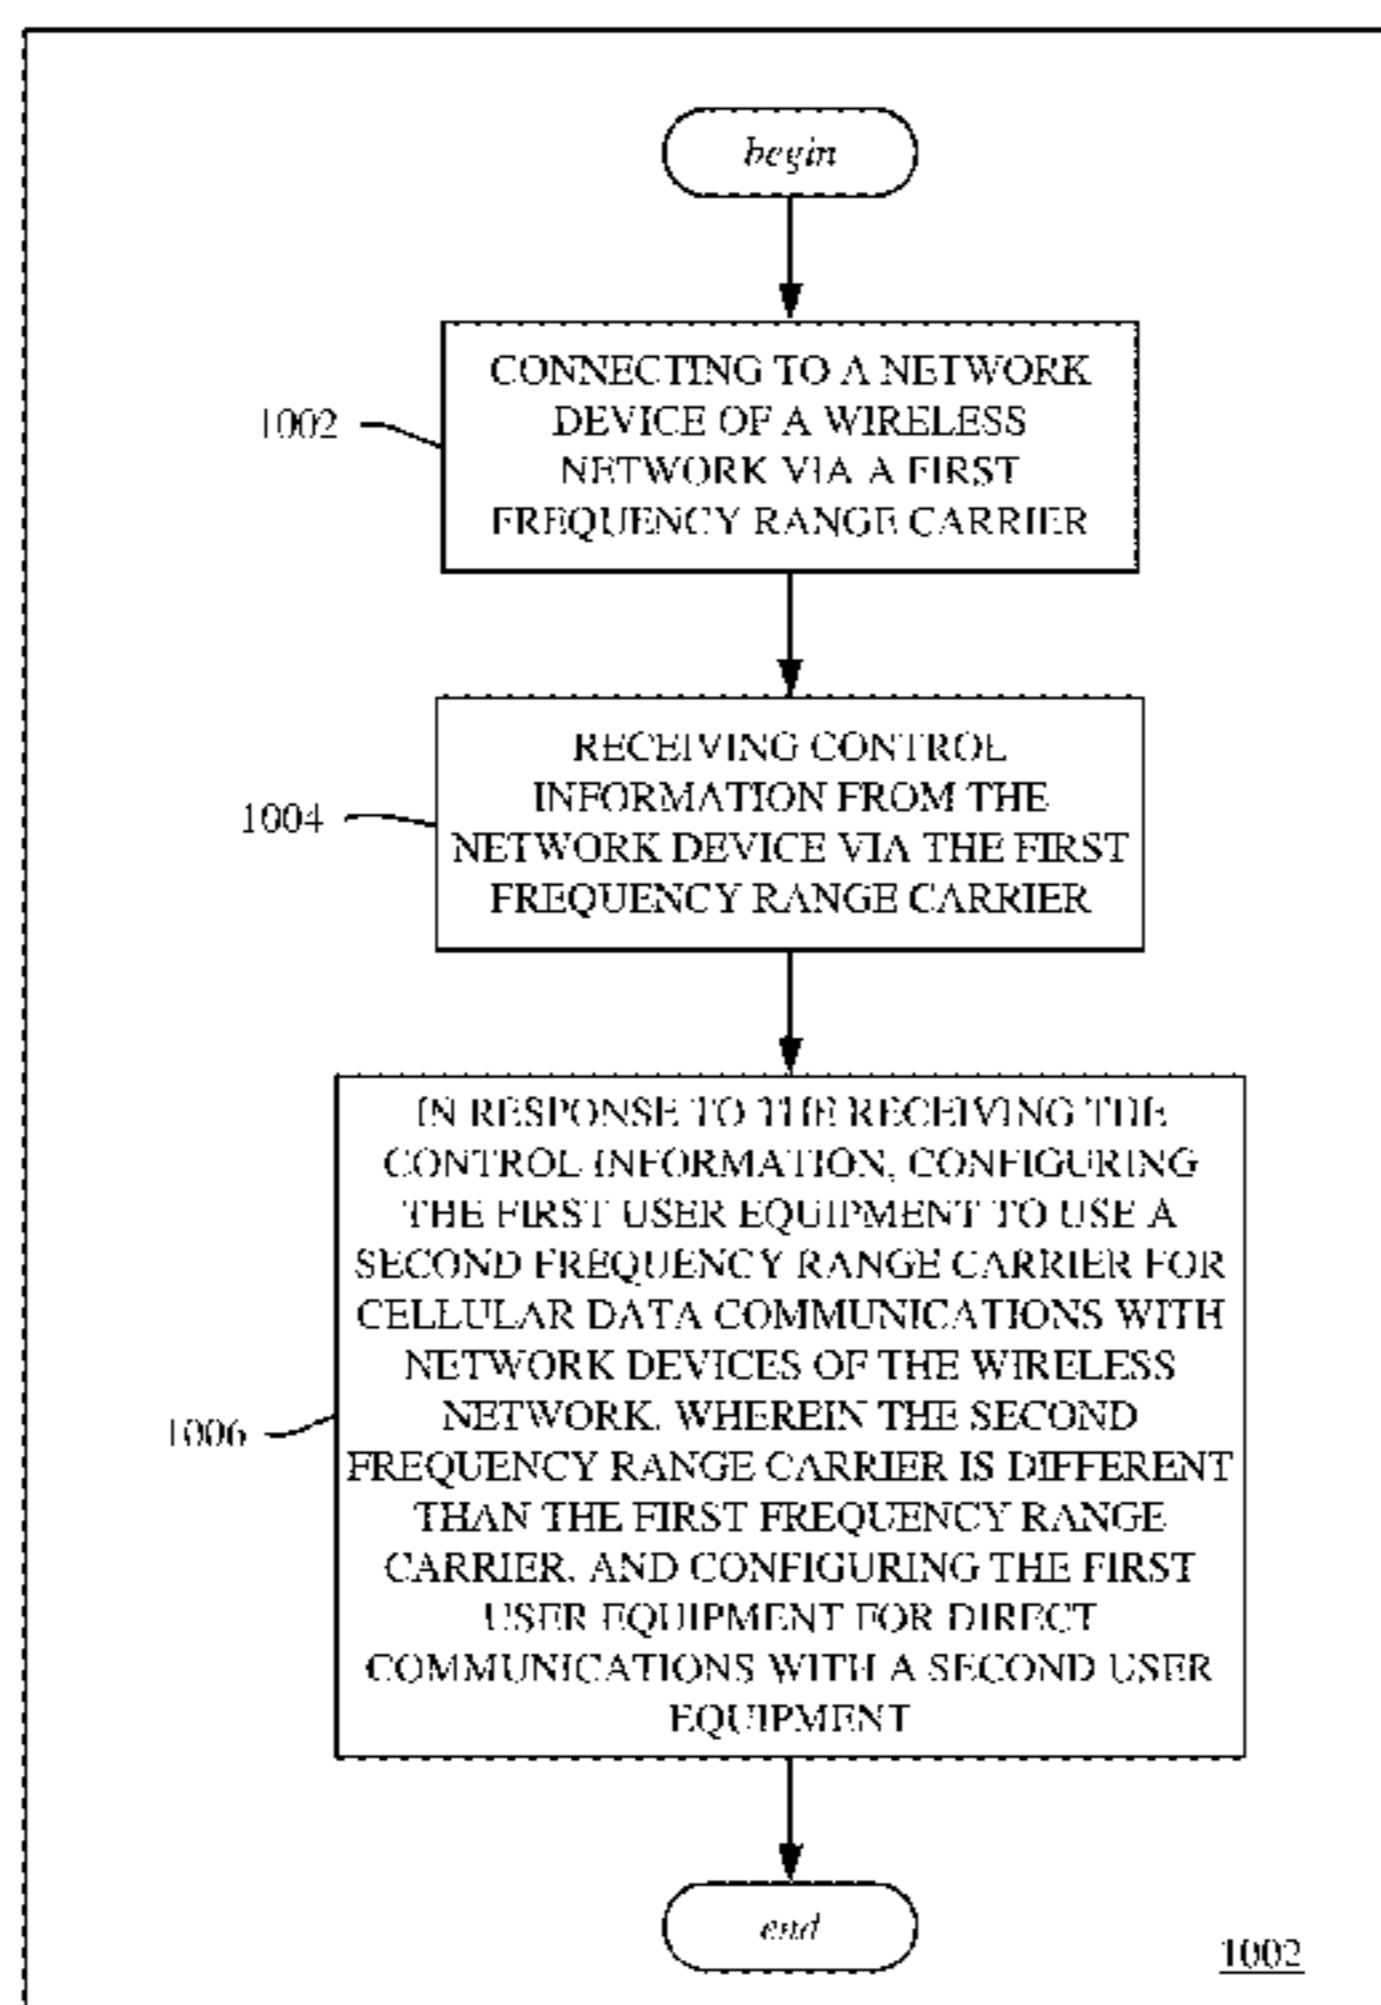 begin
1002
CONNECTING TO A NETWORK
DEVICE OF A WIRELESS
NETWORK VIA A FIRST
FREQUENCY RANGE CARRIER
1004
RECEIVING CONTROL
INFORMATION FROM THE
NETWORK DEVICE VIA THE FIRST
FREQUENCY RANGE CARRIER
1006
IN RESPONSE TO THE RECEIVING THE
CONTROL INFORMATION, CONFIGURING
THE FIRST USER EQUIPMENT TO USE A
SECOND FREQUENCY RANGE CARRIER FOR
CELLULAR DATA COMMUNICATIONS WITH
NETWORK DEVICES OF THE WIRELESS
NETWORK, WHEREIN THE SECOND
FREQUENCY RANGE CARRIER IS DIFFERENT
THAN THE FIRST FREQUENCY RANGE
CARRIER, AND CONFIGURING THE FIRST
USER EQUIPMENT FOR DIRECT
COMMUNICATIONS WITH A SECOND USER
EQUIPMENT
end
1002